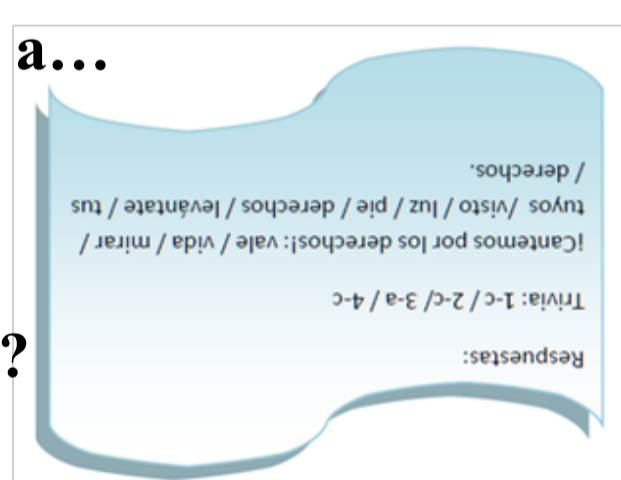 a...
?
Respuestas:
Trivia: 1-c / 2-c/ 3-a / 4-c
¡Cantemos por los derechos!: vale / vida / mirar /
tuyos /visto / luz / pie / derechos / levántate / tus
/ derechos.